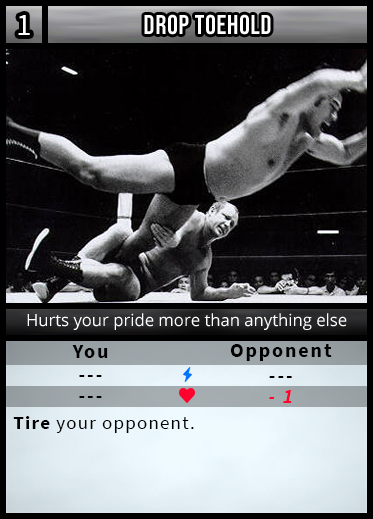 1 DROP TOEHOLD
Hurts your pride more than anything else
You Opponent
--- ---
--- - 1
Tire your opponent.